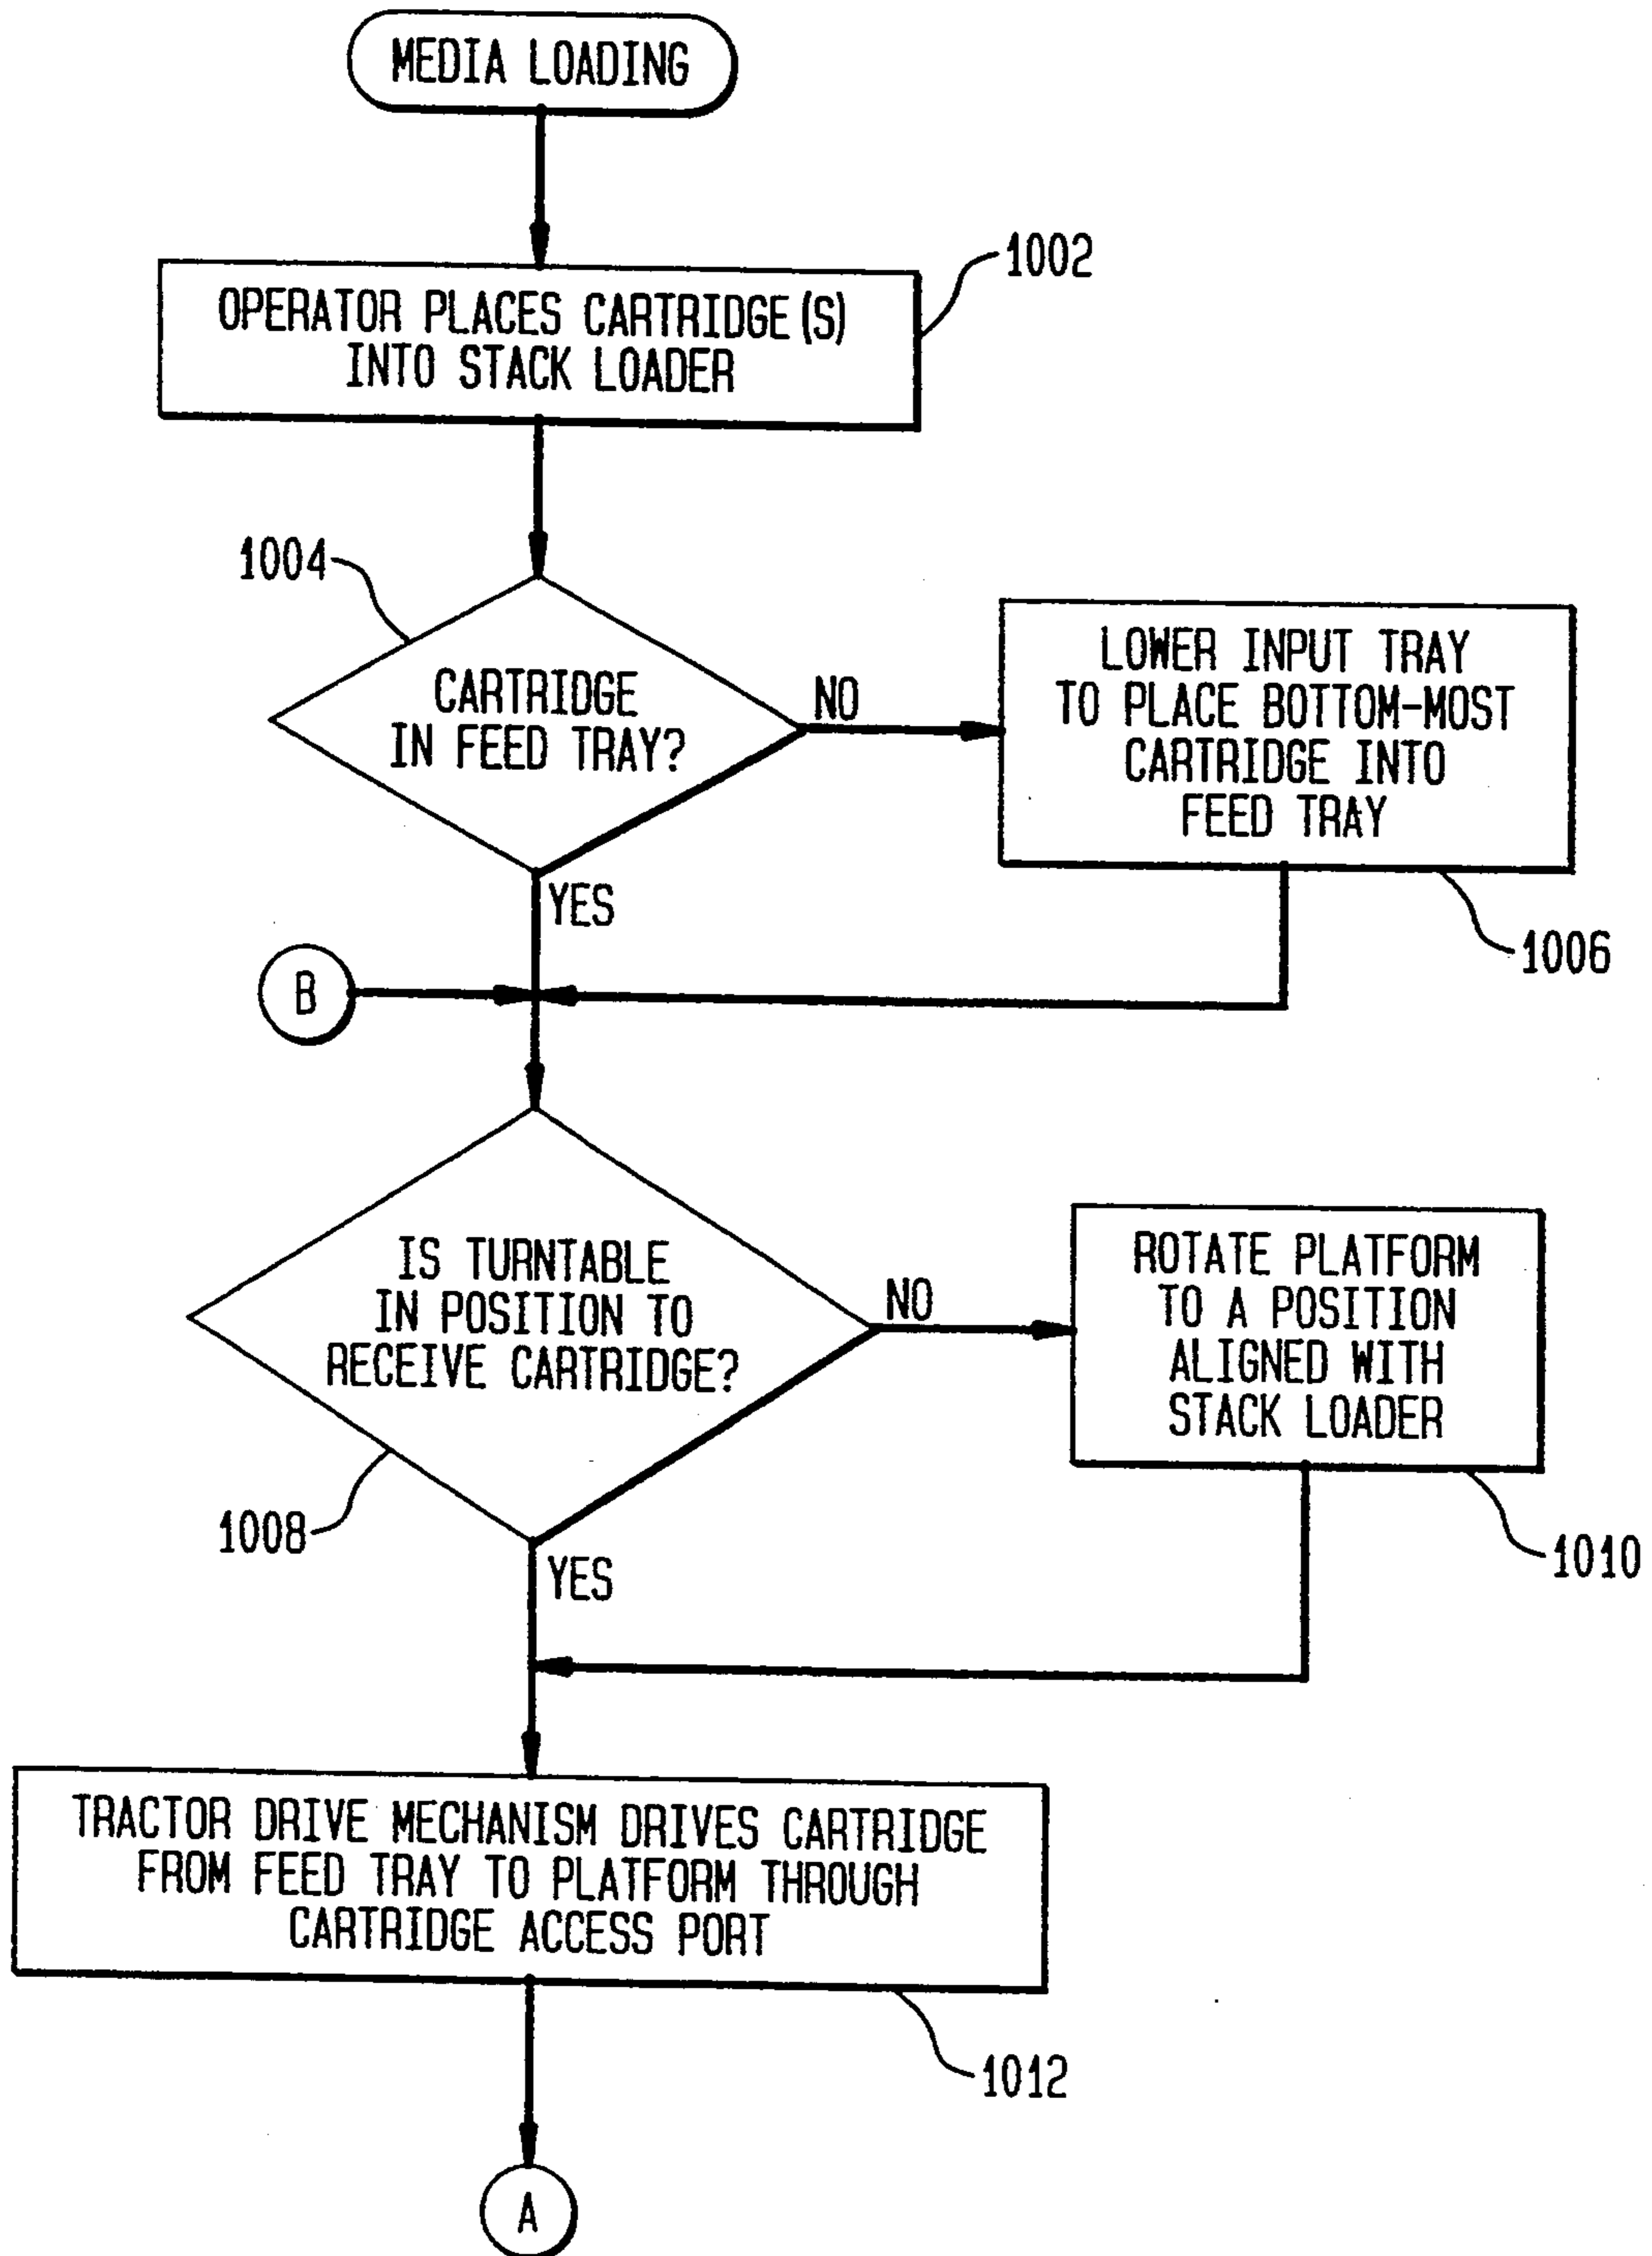 MEDIA LOADING
1002
OPERATOR PLACES CARTRIDGE(S)
INTO STACK LOADER
1004
CARTRIDGE
IN FEED TRAY?
NO
LOWER INPUT TRAY
TO PLACE BOTTOM-MOST
CARTRIDGE INTO
FEED TRAY
YES
1006
B
IS TURNTABLE
IN POSITION TO
RECEIVE CARTRIDGE?
NO
ROTATE PLATFORM
TO A POSITION
ALIGNED WITH
STACK LOADER
1008
YES
1010
TRACTOR DRIVE MECHANISM DRIVES CARTRIDGE
FROM FEED TRAY TO PLATFORM THROUGH
CARTRIDGE ACCESS PORT
1012
A